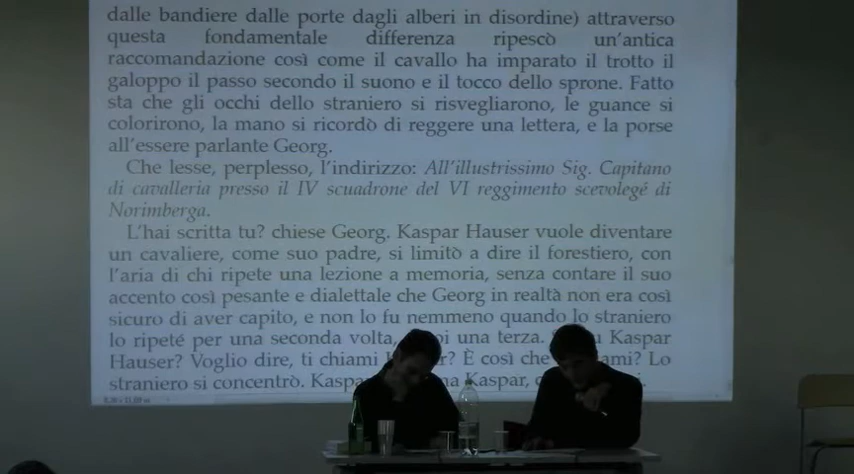 dalle bandiere dalle porte dagli alberi in disordine) attraverso
questa fondamentale differenza ripescò un'antica
raccomandazione così come il cavallo ha imparato il trotto il
galoppo il passo secondo il suono e il tocco dello sprone. Fatto
sta che gli occhi dello straniero si risvegliarono, le guance si
colorirono, la mano si ricordò di reggere una lettera, e la porse
all'essere parlante Georg.
Che lesse, perplesso, l'indirizzo: All'illustrissimo Sig. Capitano
di cavalleria presso il IV scuadrone del VI reggimento scevolegé di
Norimberga.
L'hai scritta tu? chiese Georg. Kaspar Hauser vuole diventare
un cavaliere, come suo padre, si limitò a dire il forestiero, con
l'aria di chi ripete una lezione a memoria, senza contare il suo
accento così pesante e dialettale che Georg in realtà non era così
sicuro di aver capito, e non lo fu nemmeno quando lo straniero
lo ripeté per una seconda volta, poi una terza. Kaspar
Hauser? Voglio dire, ti chiami È così che Lo
straniero si concentrò. Kaspar,